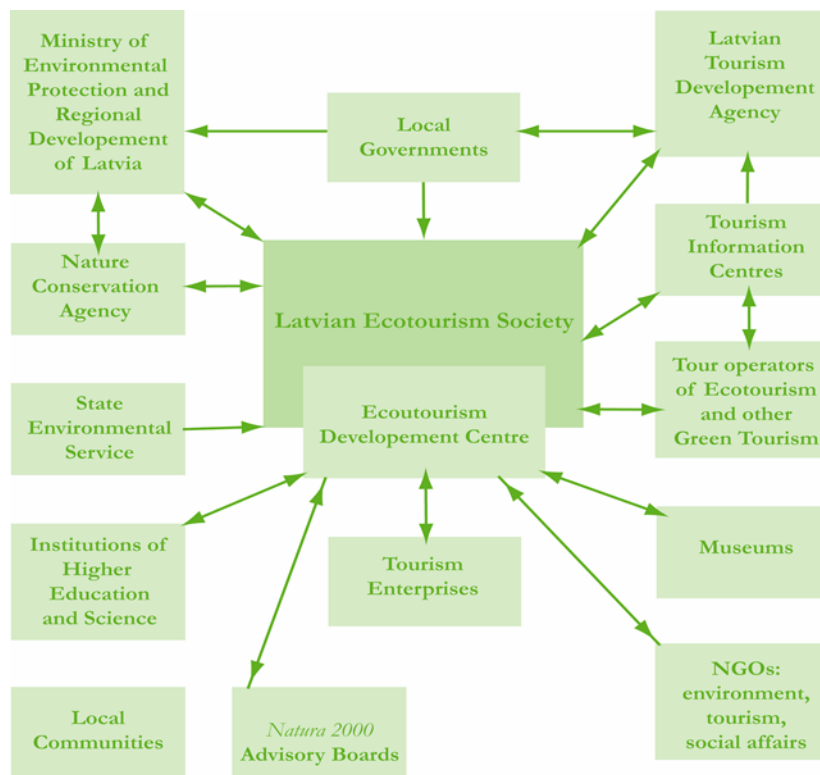 Ministry of
Environmental
Protection and
Regional
Developement
of Latvia
Local
Governments
Latvian
Tourism
Developement
Agency
Nature
Conservation
Agency
Latvian Ecotourism Society
Tourism
Information
Centres
State
Environmental
Service
Ecoutourism
Developement Centre
Tour operators
of Ecotourism
and other
Green Tourism
Institutions of
Higher
Education
and Science
Tourism
Enterprises
Museums
Local
Communities
Natura 2000
Advisory Boards
NGOs:
environment,
tourism,
social affairs